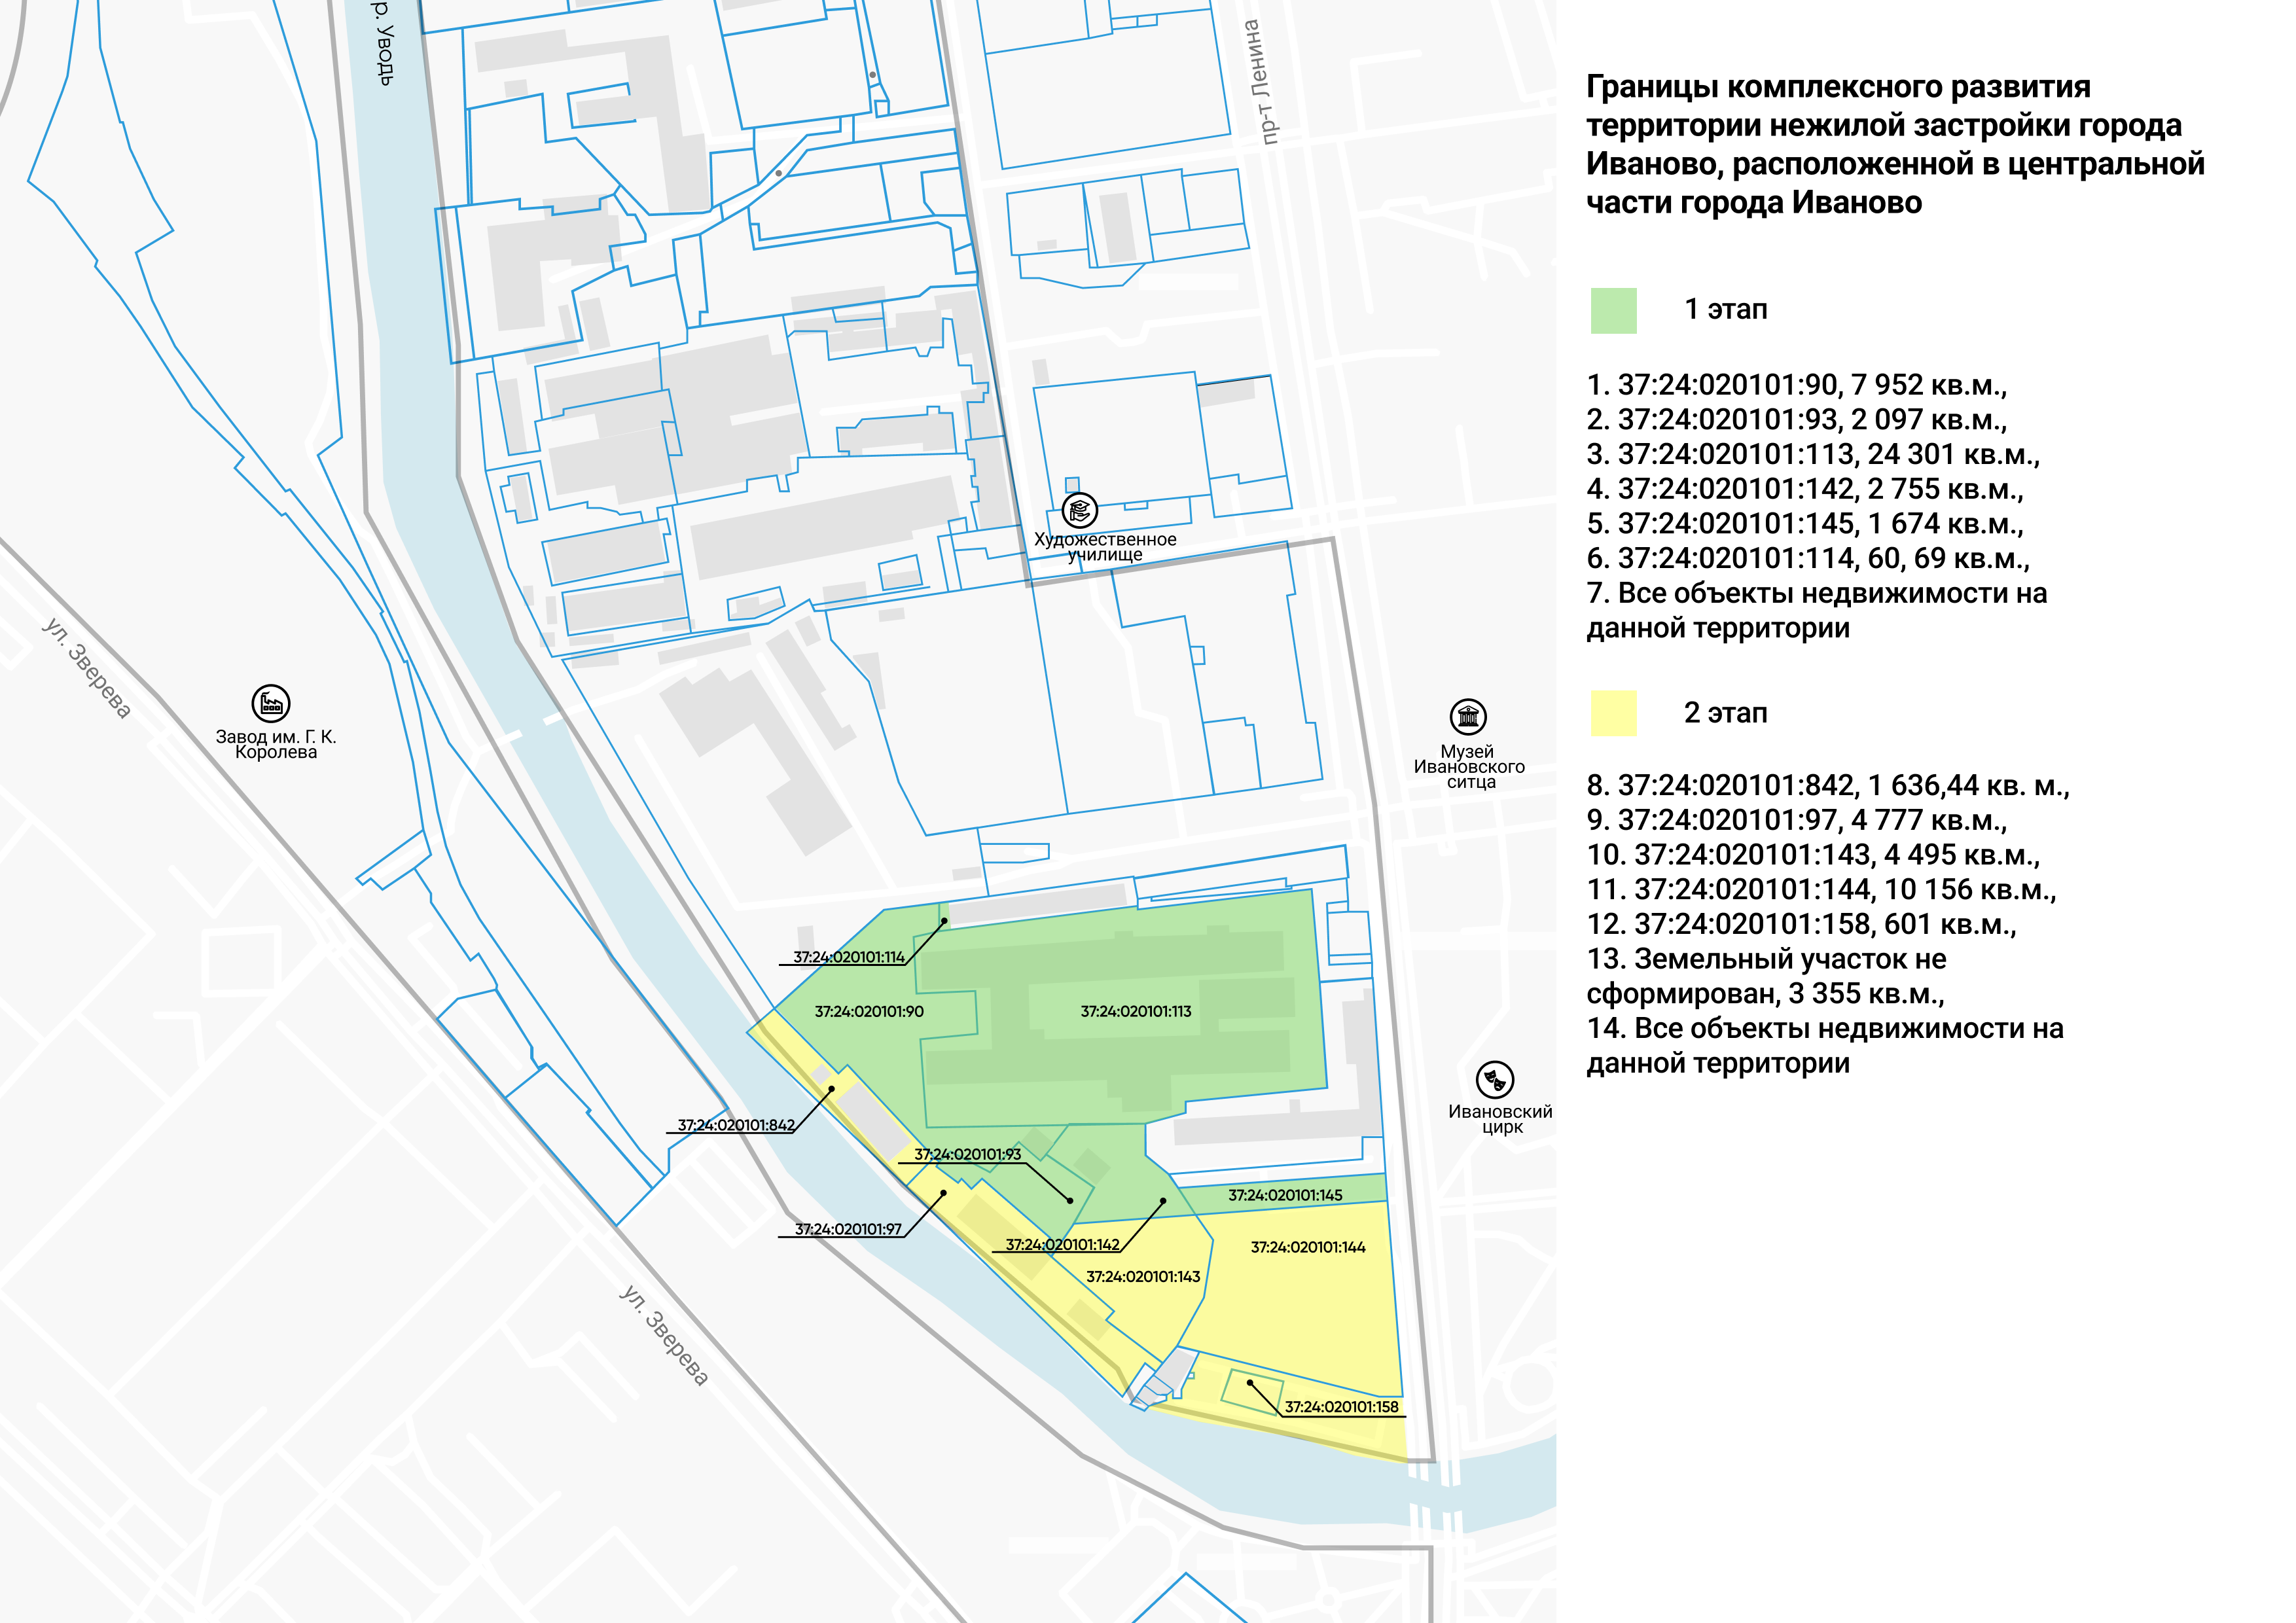 р. Уводь
пр-т Ленина
Художественное
училище
ул. Зверева
Завод им. Г. К.
Королева
Музей
Ивановского
ситца
37:24:020101:114
37:24:020101:90
37:24:020101:113
37:24:020101:842
Ивановский
цирк
37:24:020101:93
37:24:020101:145
37:24:020101:97
37:24:020101:142
37:24:020101:144
37:24:020101:143
ул. Зверева
37:24:020101:158
Границы комплексного развития
территории нежилой застройки города
Иваново, расположенной в центральной
части города Иваново
1 этап
1. 37:24:020101:90, 7 952 кв.м.,
2. 37:24:020101:93, 2 097 кв.м.,
3. 37:24:020101:113, 24 301 кв.м.,
4. 37:24:020101:142, 2 755 кв.м.,
5. 37:24:020101:145, 1 674 кв.м.,
6. 37:24:020101:114, 60, 69 кв.м.,
7. Все объекты недвижимости на
данной территории
2 этап
8. 37:24:020101:842, 1 636,44 кв. м.,
9. 37:24:020101:97, 4 777 кв.м.,
10. 37:24:020101:143, 4 495 кв.м.,
11. 37:24:020101:144, 10 156 кв.м.,
12. 37:24:020101:158, 601 кв.м.,
13. Земельный участок не
сформирован, 3 355 кв.м.,
14. Все объекты недвижимости на
данной территории